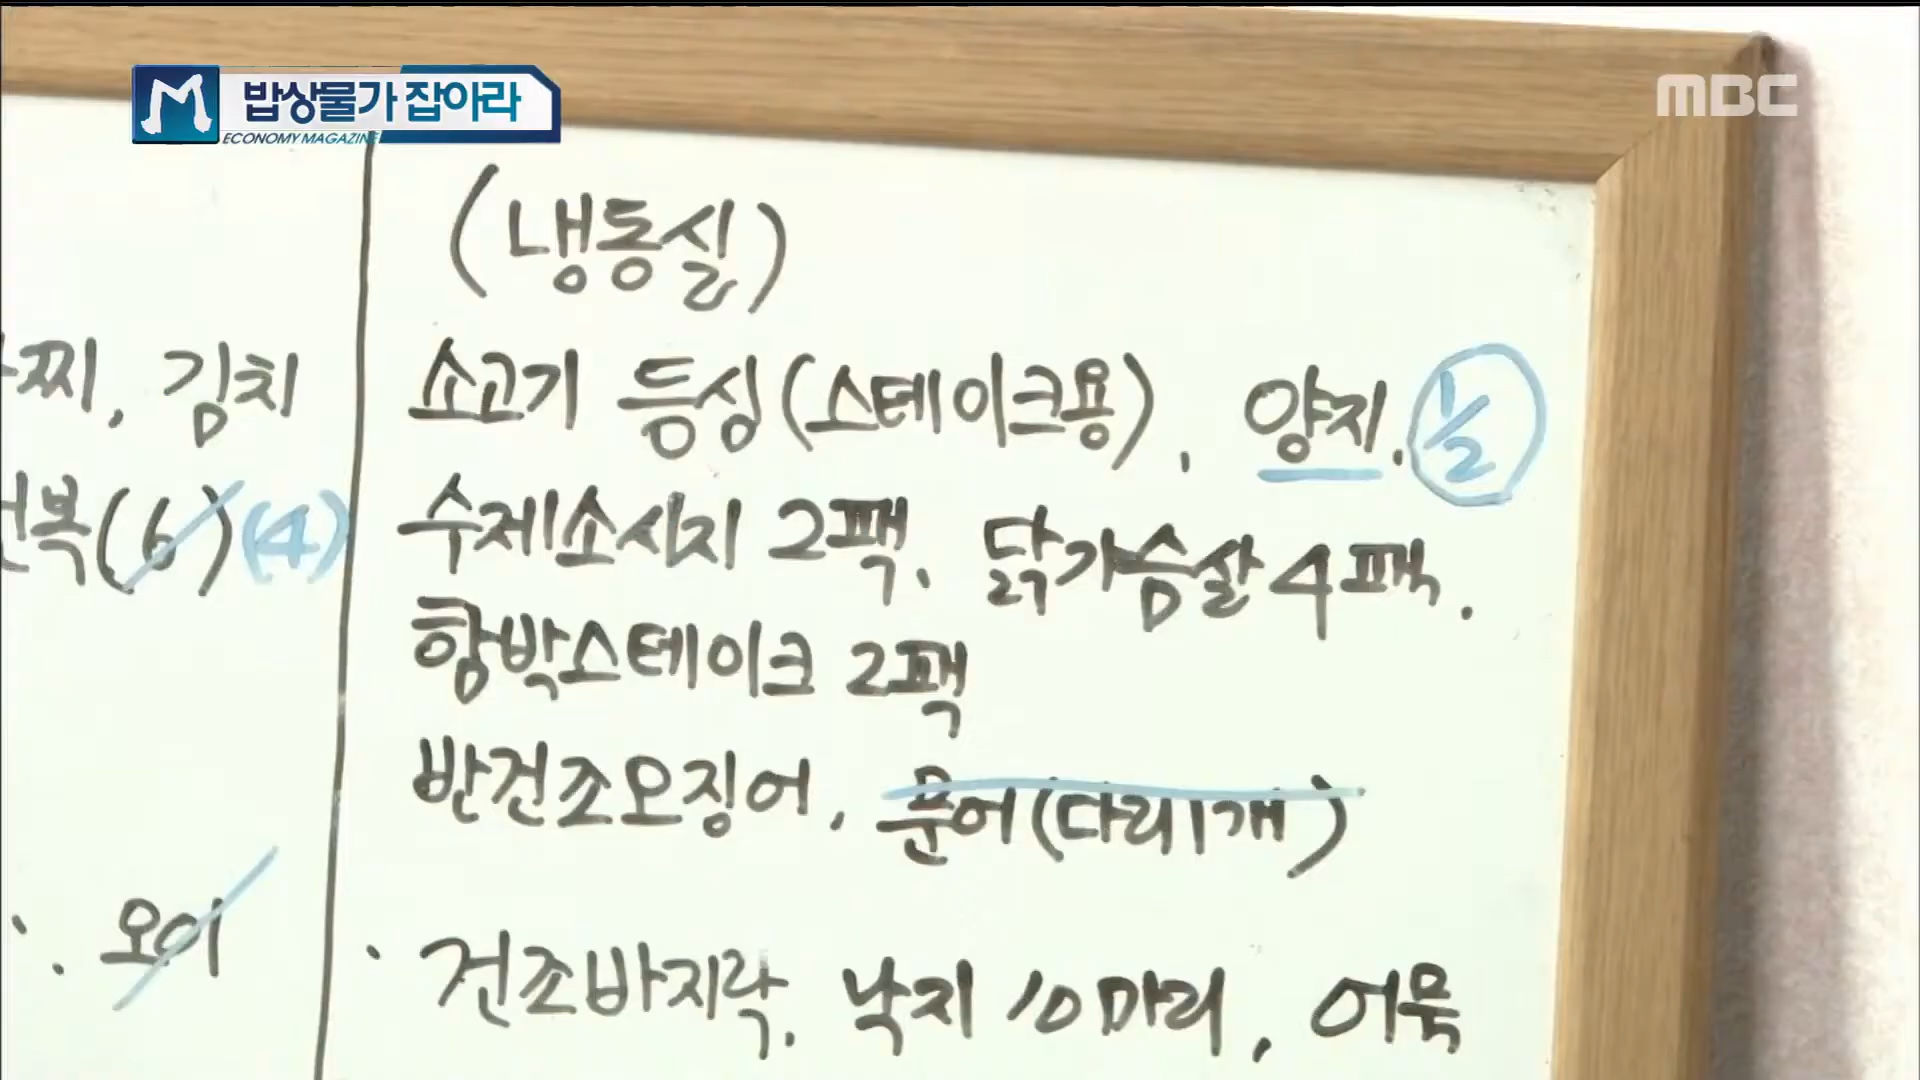 밥상물가 잡아라
ECONOMY MAGAZINE
MBC
(냉동실)
찌, 김치
소고기 등심(스테이크용), 양지. 1/2
복(6)(4)
수제소시지 2팩, 닭가슴살 4팩.
함박스테이크 2팩
반건조오징어, 문어(다리1개)
· . 오이
· 건조바지락, 낙지 10마리, 어묵